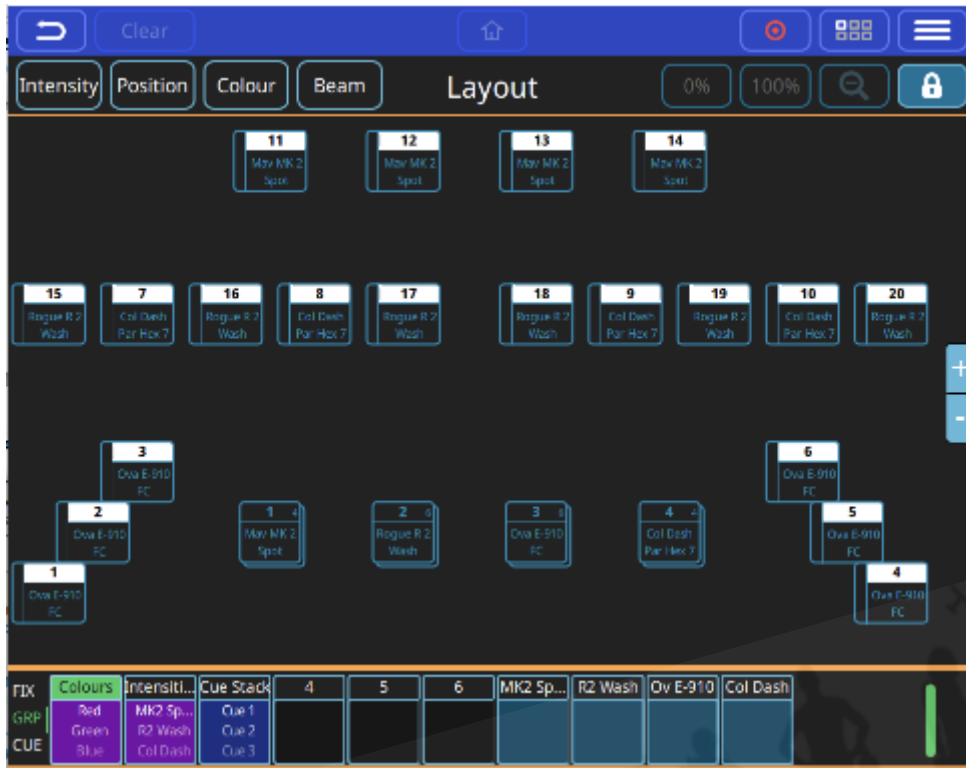 Clear
Intensity Position Colour Beam Layout 0% 100%
11 12 13 14
Mav MK 2 Mav MK 2 Mav MK 2 Mav MK 2
Spot Spot Spot Spot
15 7 16 8 17 18 9 19 10 20
Rogue R 2 Col Dash Rogue R 2 Col Dash Rogue R 2 Rogue R 2 Col Dash Rogue R 2 Col Dash Rogue R 2
Wash Par Hex 7 Wash Par Hex 7 Wash Wash Par Hex 7 Wash Par Hex 7 Wash
+
-
3 6
Ova E-910 Ova E-910
FC FC
2 1 4 2 6 3 6 4 4 5
Ova E-910 Mav MK 2 Rogue R 2 Ova E-910 Col Dash Ova E-910
FC Spot Wash FC Par Hex 7 FC
1 4
Ova E-910 Ova E-910
FC FC
FIX Colours Intensiti... Cue Stack 4 5 6 MK2 Sp... R2 Wash Ov E-910 Col Dash
GRP Red MK2 Sp... Cue 1
Green R2 Wash Cue 2
CUE Blue Col Dash Cue 3